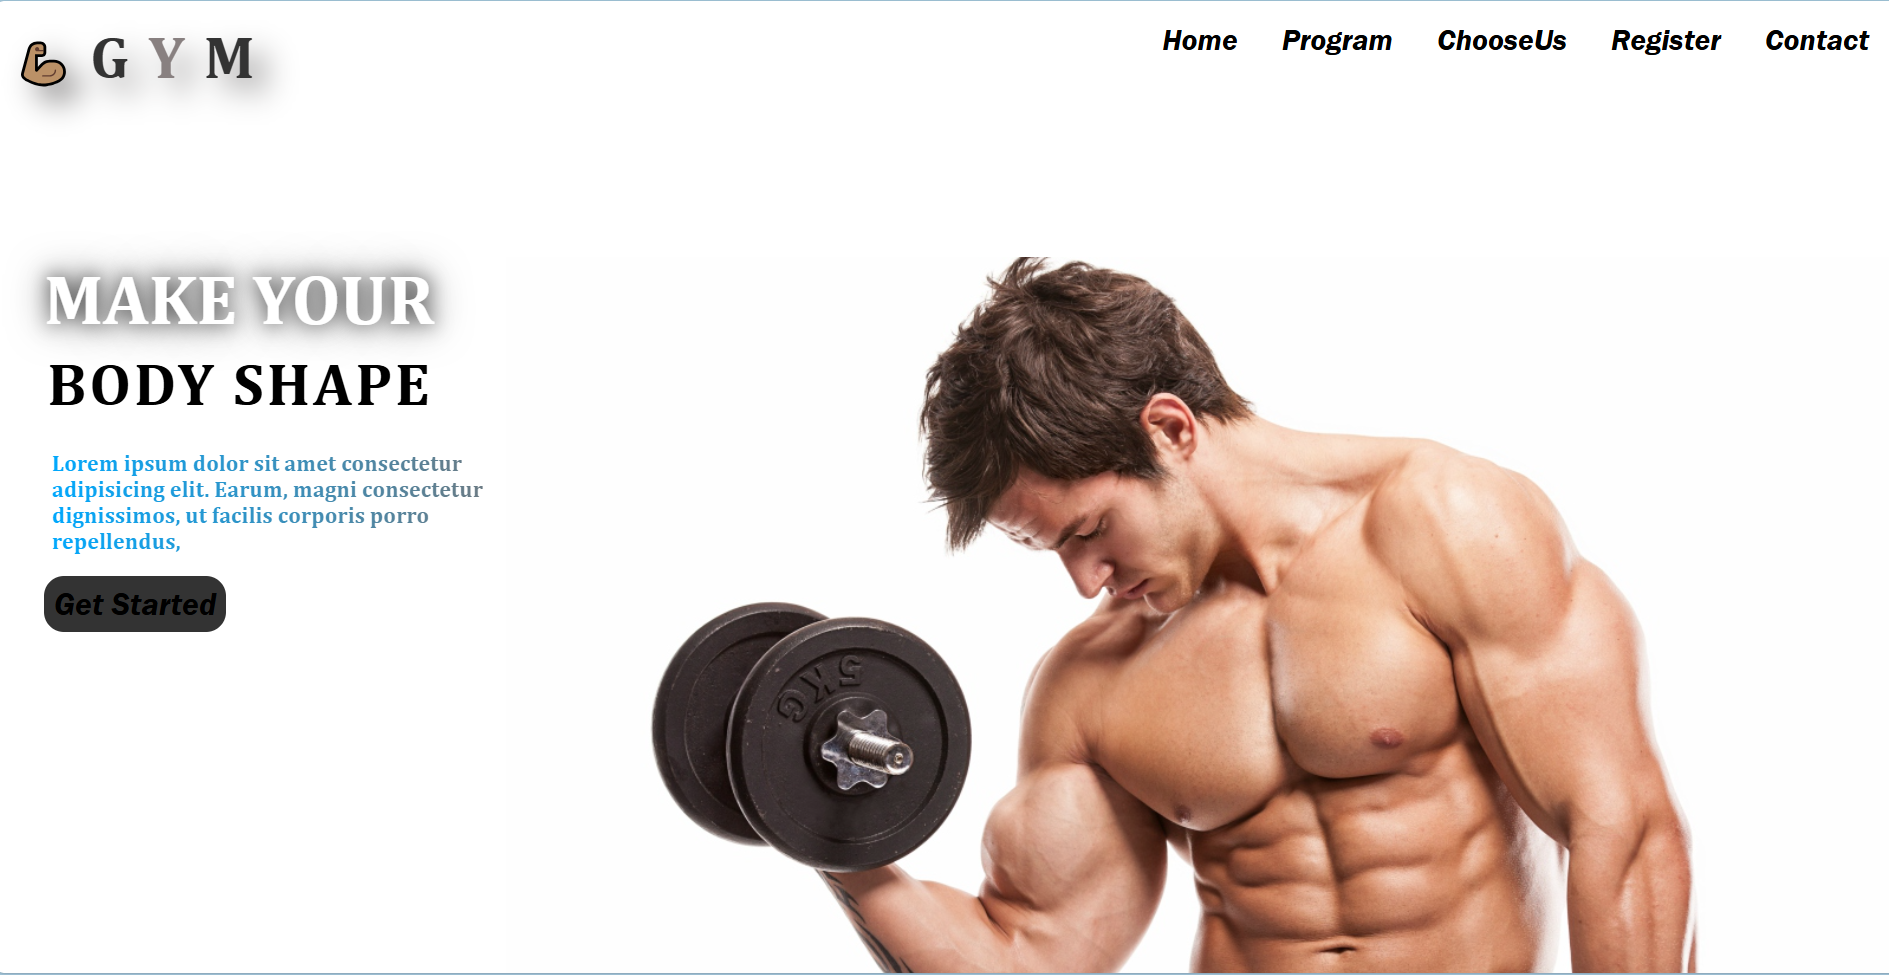 G Y M
Home Program ChooseUs Register Contact
MAKE YOUR
BODY SHAPE
Lorem ipsum dolor sit amet consectetur
adipisicing elit. Earum, magni consectetur
dignissimos, ut facilis corporis porro
repellendus,
Get Started
5KG